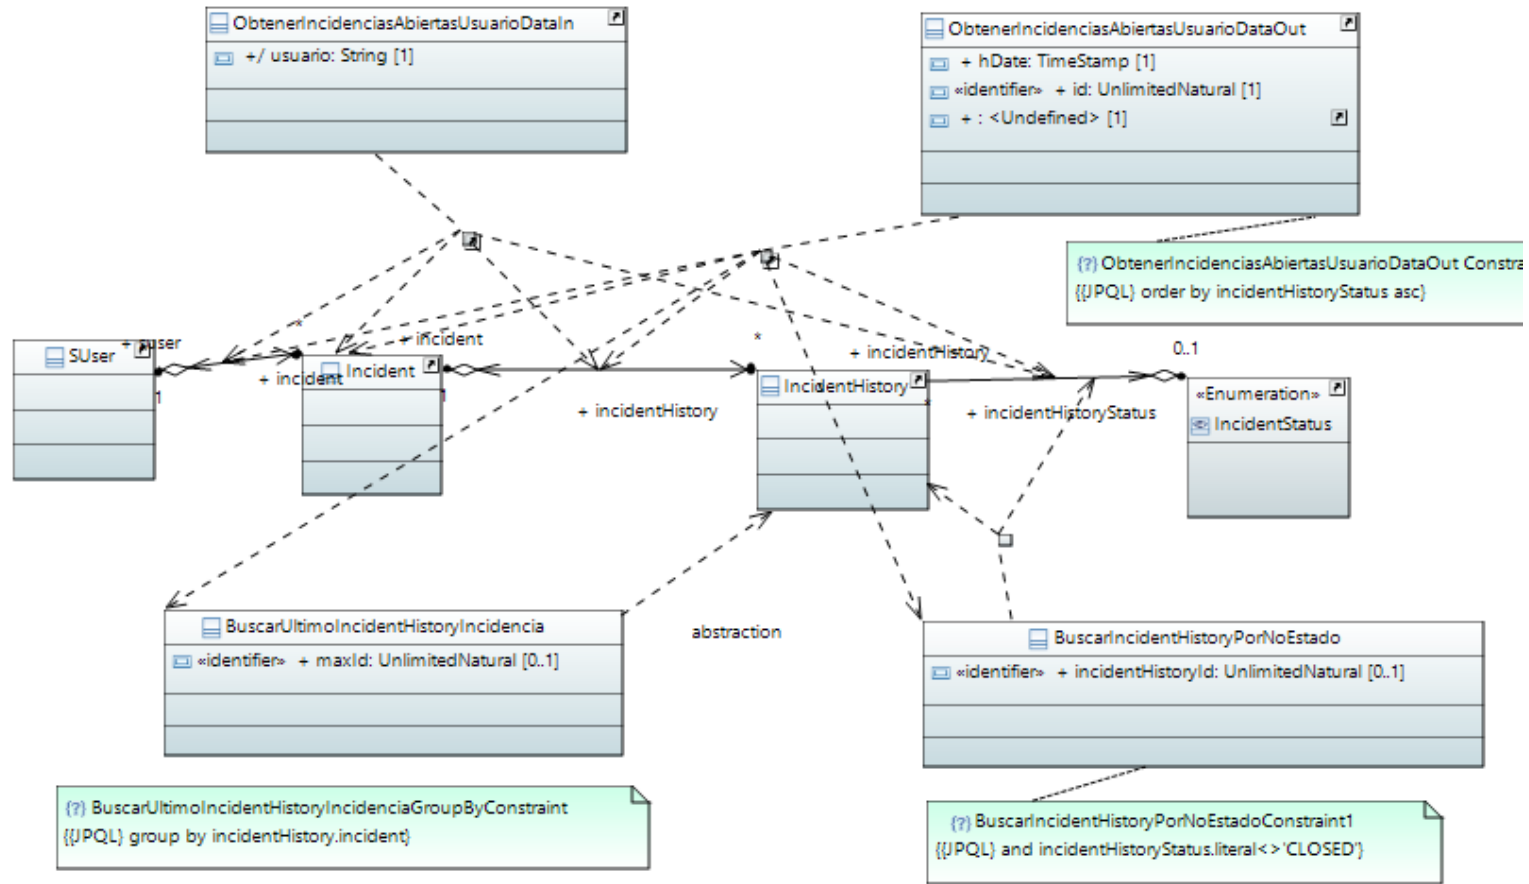 ObtenerIncidenciasAbiertasUsuarioDataIn
+/ usuario: String [1]
ObtenerIncidenciasAbiertasUsuarioDataOut
+ hDate: TimeStamp [1]
«identifier» + id: UnlimitedNatural [1]
+ : <Undefined> [1]
{?} ObtenerIncidenciasAbiertasUsuarioDataOut Constra
{{JPQL} order by incidentHistoryStatus asc}
SUser
+ suser
1
*
+ incident
Incident
+ incident
1
*
+ incidentHistory
IncidentHistory
+ incidentHistory
*
0..1
+ incidentHistoryStatus
«Enumeration»
IncidentStatus
BuscarUltimoIncidentHistoryIncidencia
«identifier» + maxId: UnlimitedNatural [0..1]
abstraction
BuscarIncidentHistoryPorNoEstado
«identifier» + incidentHistoryId: UnlimitedNatural [0..1]
{?} BuscarUltimoIncidentHistoryIncidenciaGroupByConstraint
{{JPQL} group by incidentHistory.incident}
{?} BuscarIncidentHistoryPorNoEstadoConstraint1
{{JPQL} and incidentHistoryStatus.literal<>'CLOSED'}